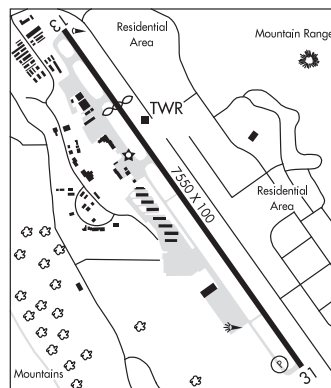 13
Residential
Area
Mountain Range
TWR
7550 X 100
Residential
Area
Mountains
P
31